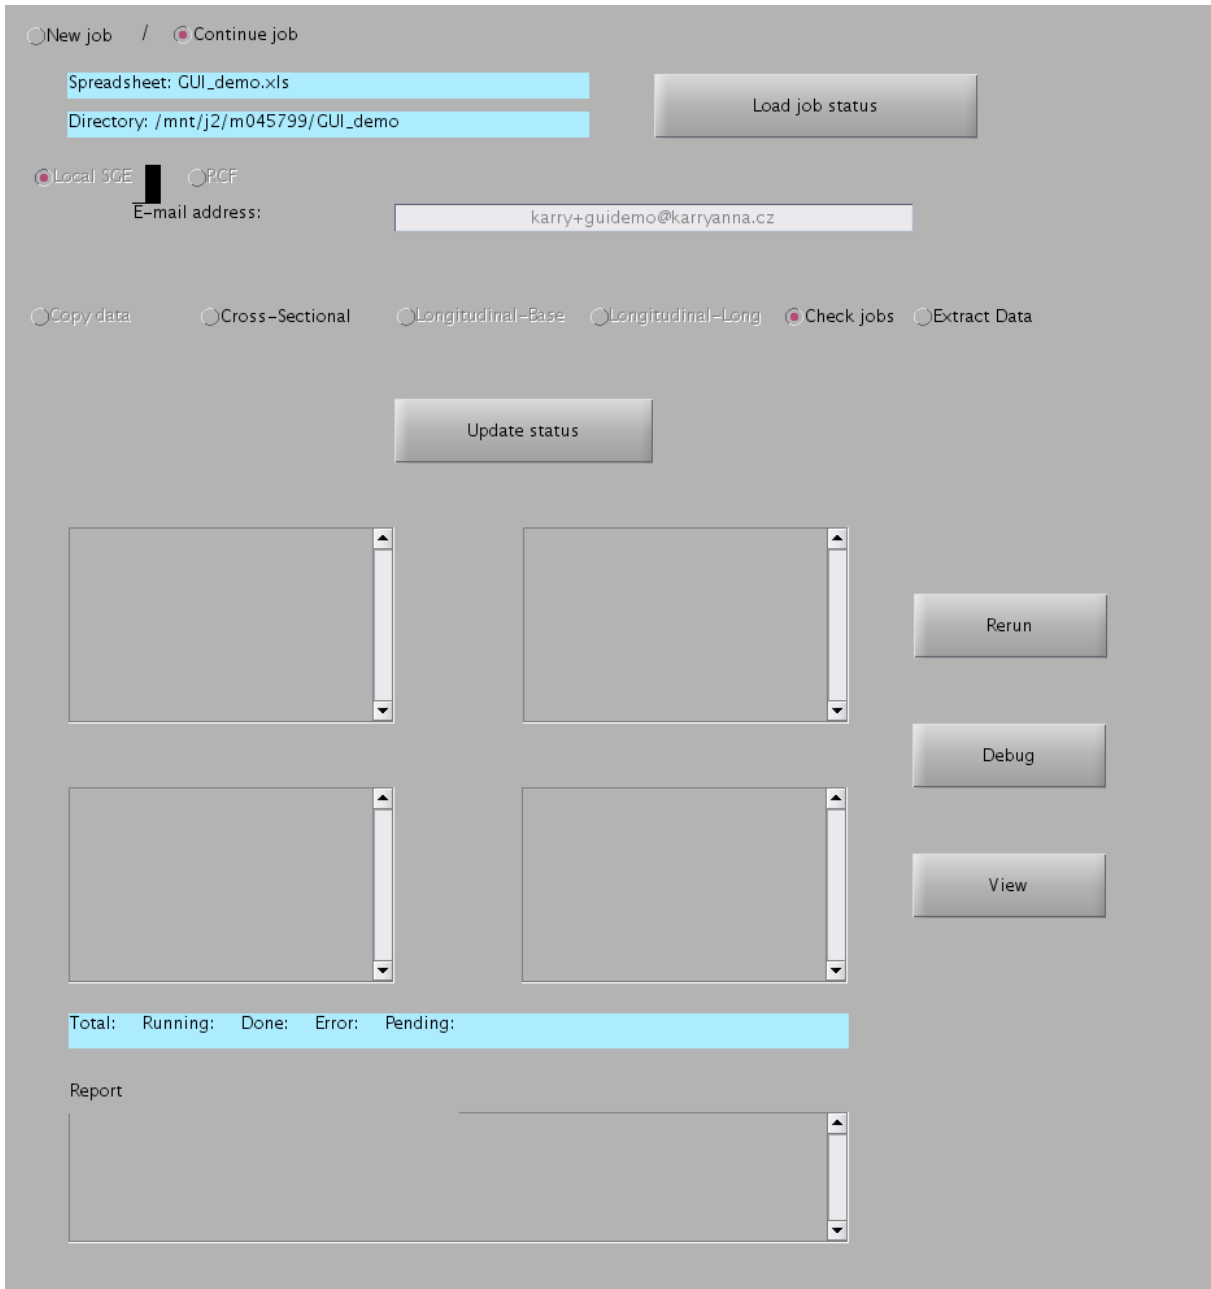 New job / Continue job
Spreadsheet: GUI_demo.xls
Load job status
Directory: /mnt/j2/m045799/GUI_demo
Local SGE RCF
E-mail address: karry+guidemo@karryanna.cz
Copy data Cross-Sectional Longitudinal-Base Longitudinal-Long Check jobs Extract Data
Update status
Rerun
Debug
View
Total: Running: Done: Error: Pending:
Report